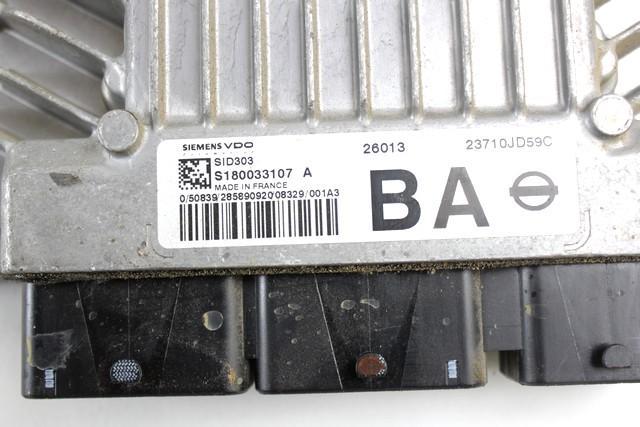 SIEMENS VDO
SID303
S180033107 A
MADE IN FRANCE
0/50839/285890920'08329/001A3
26013
23710JD59C
BA